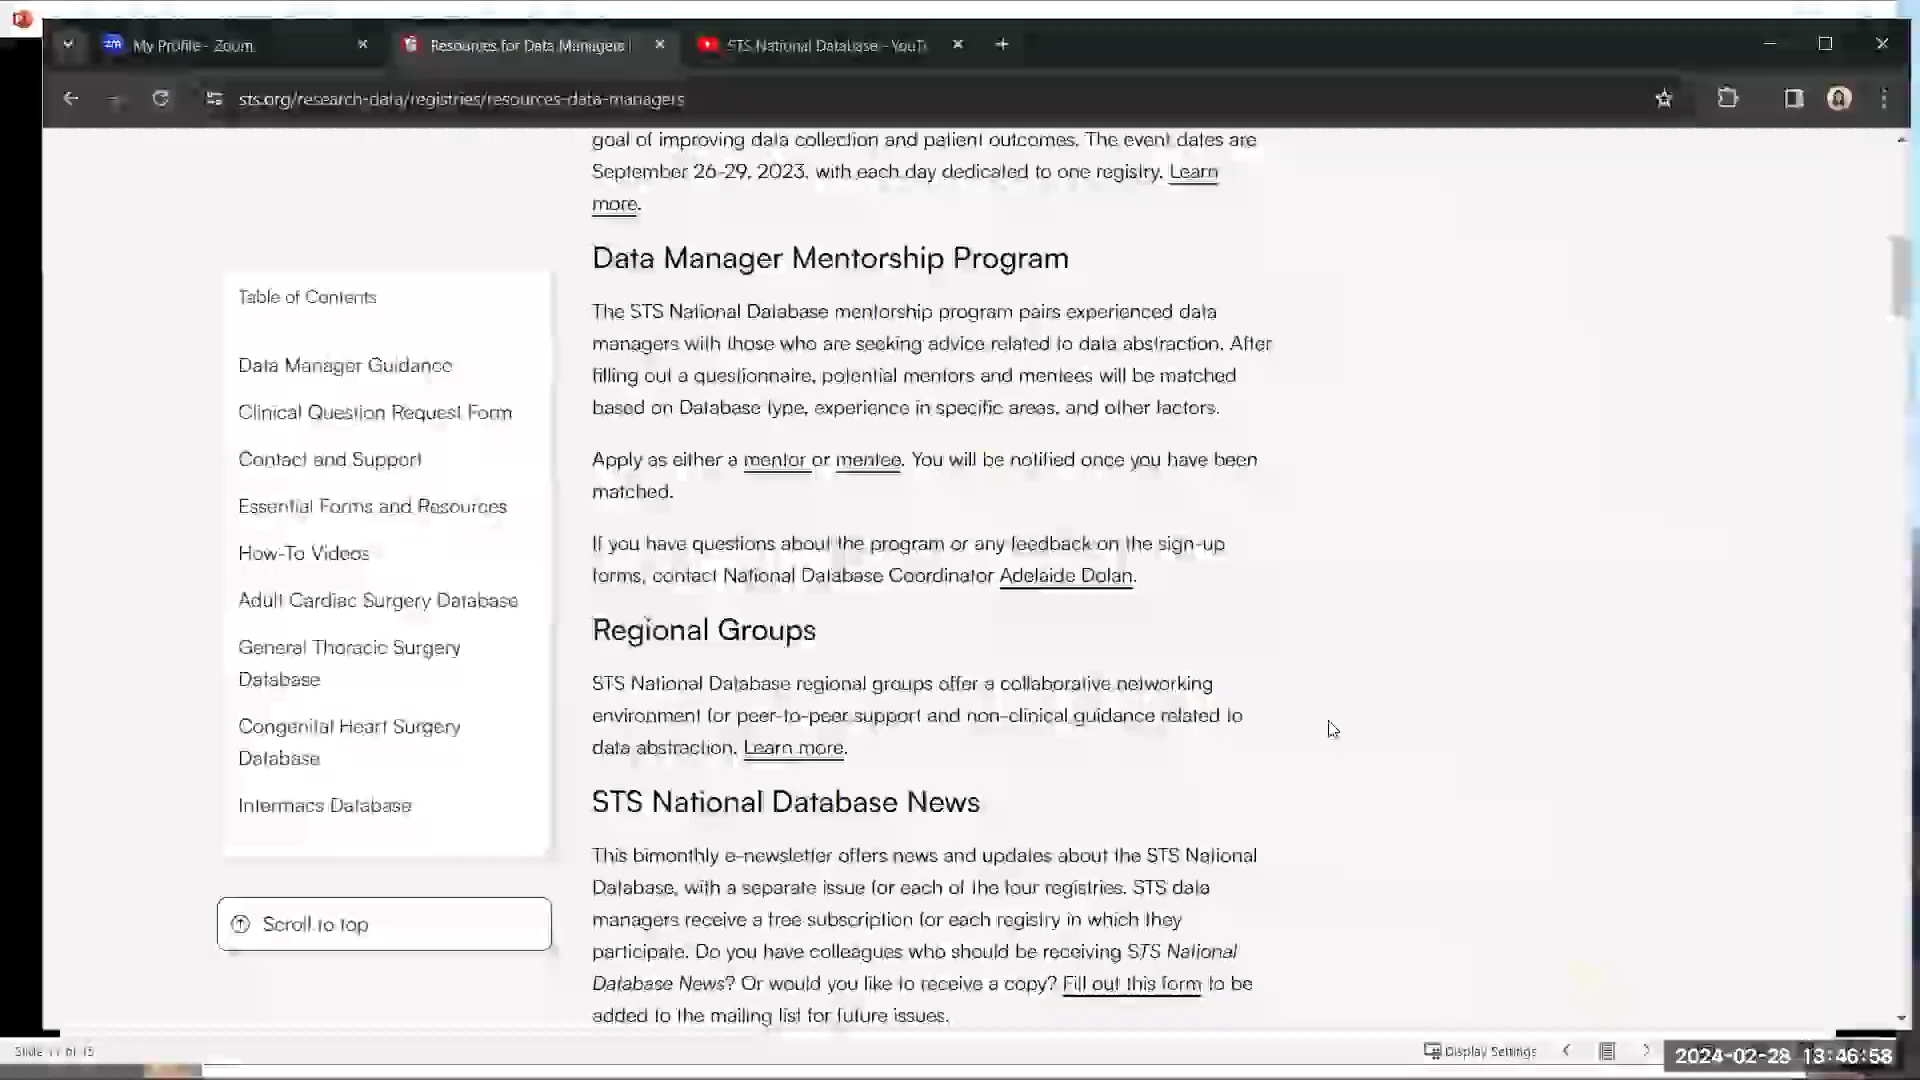 My Profile - Zoom
Resources for Data Managers |
STS National Database - YouTu
sts.org/research-data/registries/resources-data-managers
goal of improving data collection and patient outcomes. The event dates are
September 26-29, 2023, with each day dedicated to one registry. Learn
more.
Data Manager Mentorship Program
The STS National Database mentorship program pairs experienced data
managers with those who are seeking advice related to data abstraction. After
filling out a questionnaire, potential mentors and mentees will be matched
based on Database type, experience in specific areas, and other factors.
Apply as either a mentor or mentee. You will be notified once you have been
matched.
If you have questions about the program or any feedback on the sign-up
forms, contact National Database Coordinator Adelaide Dolan.
Regional Groups
STS National Database regional groups offer a collaborative networking
environment for peer-to-peer support and non-clinical guidance related to
data abstraction. Learn more.
STS National Database News
This bimonthly e-newsletter offers news and updates about the STS National
Database, with a separate issue for each of the four registries. STS data
managers receive a free subscription for each registry in which they
participate. Do you have colleagues who should be receiving STS National
Database News? Or would you like to receive a copy? Fill out this form to be
added to the mailing list for future issues.
Table of Contents
Data Manager Guidance
Clinical Question Request Form
Contact and Support
Essential Forms and Resources
How-To Videos
Adult Cardiac Surgery Database
General Thoracic Surgery
Database
Congenital Heart Surgery
Database
Intermacs Database
Scroll to top
Slide 11 of 15
Display Settings
2024-02-28 13:46:58